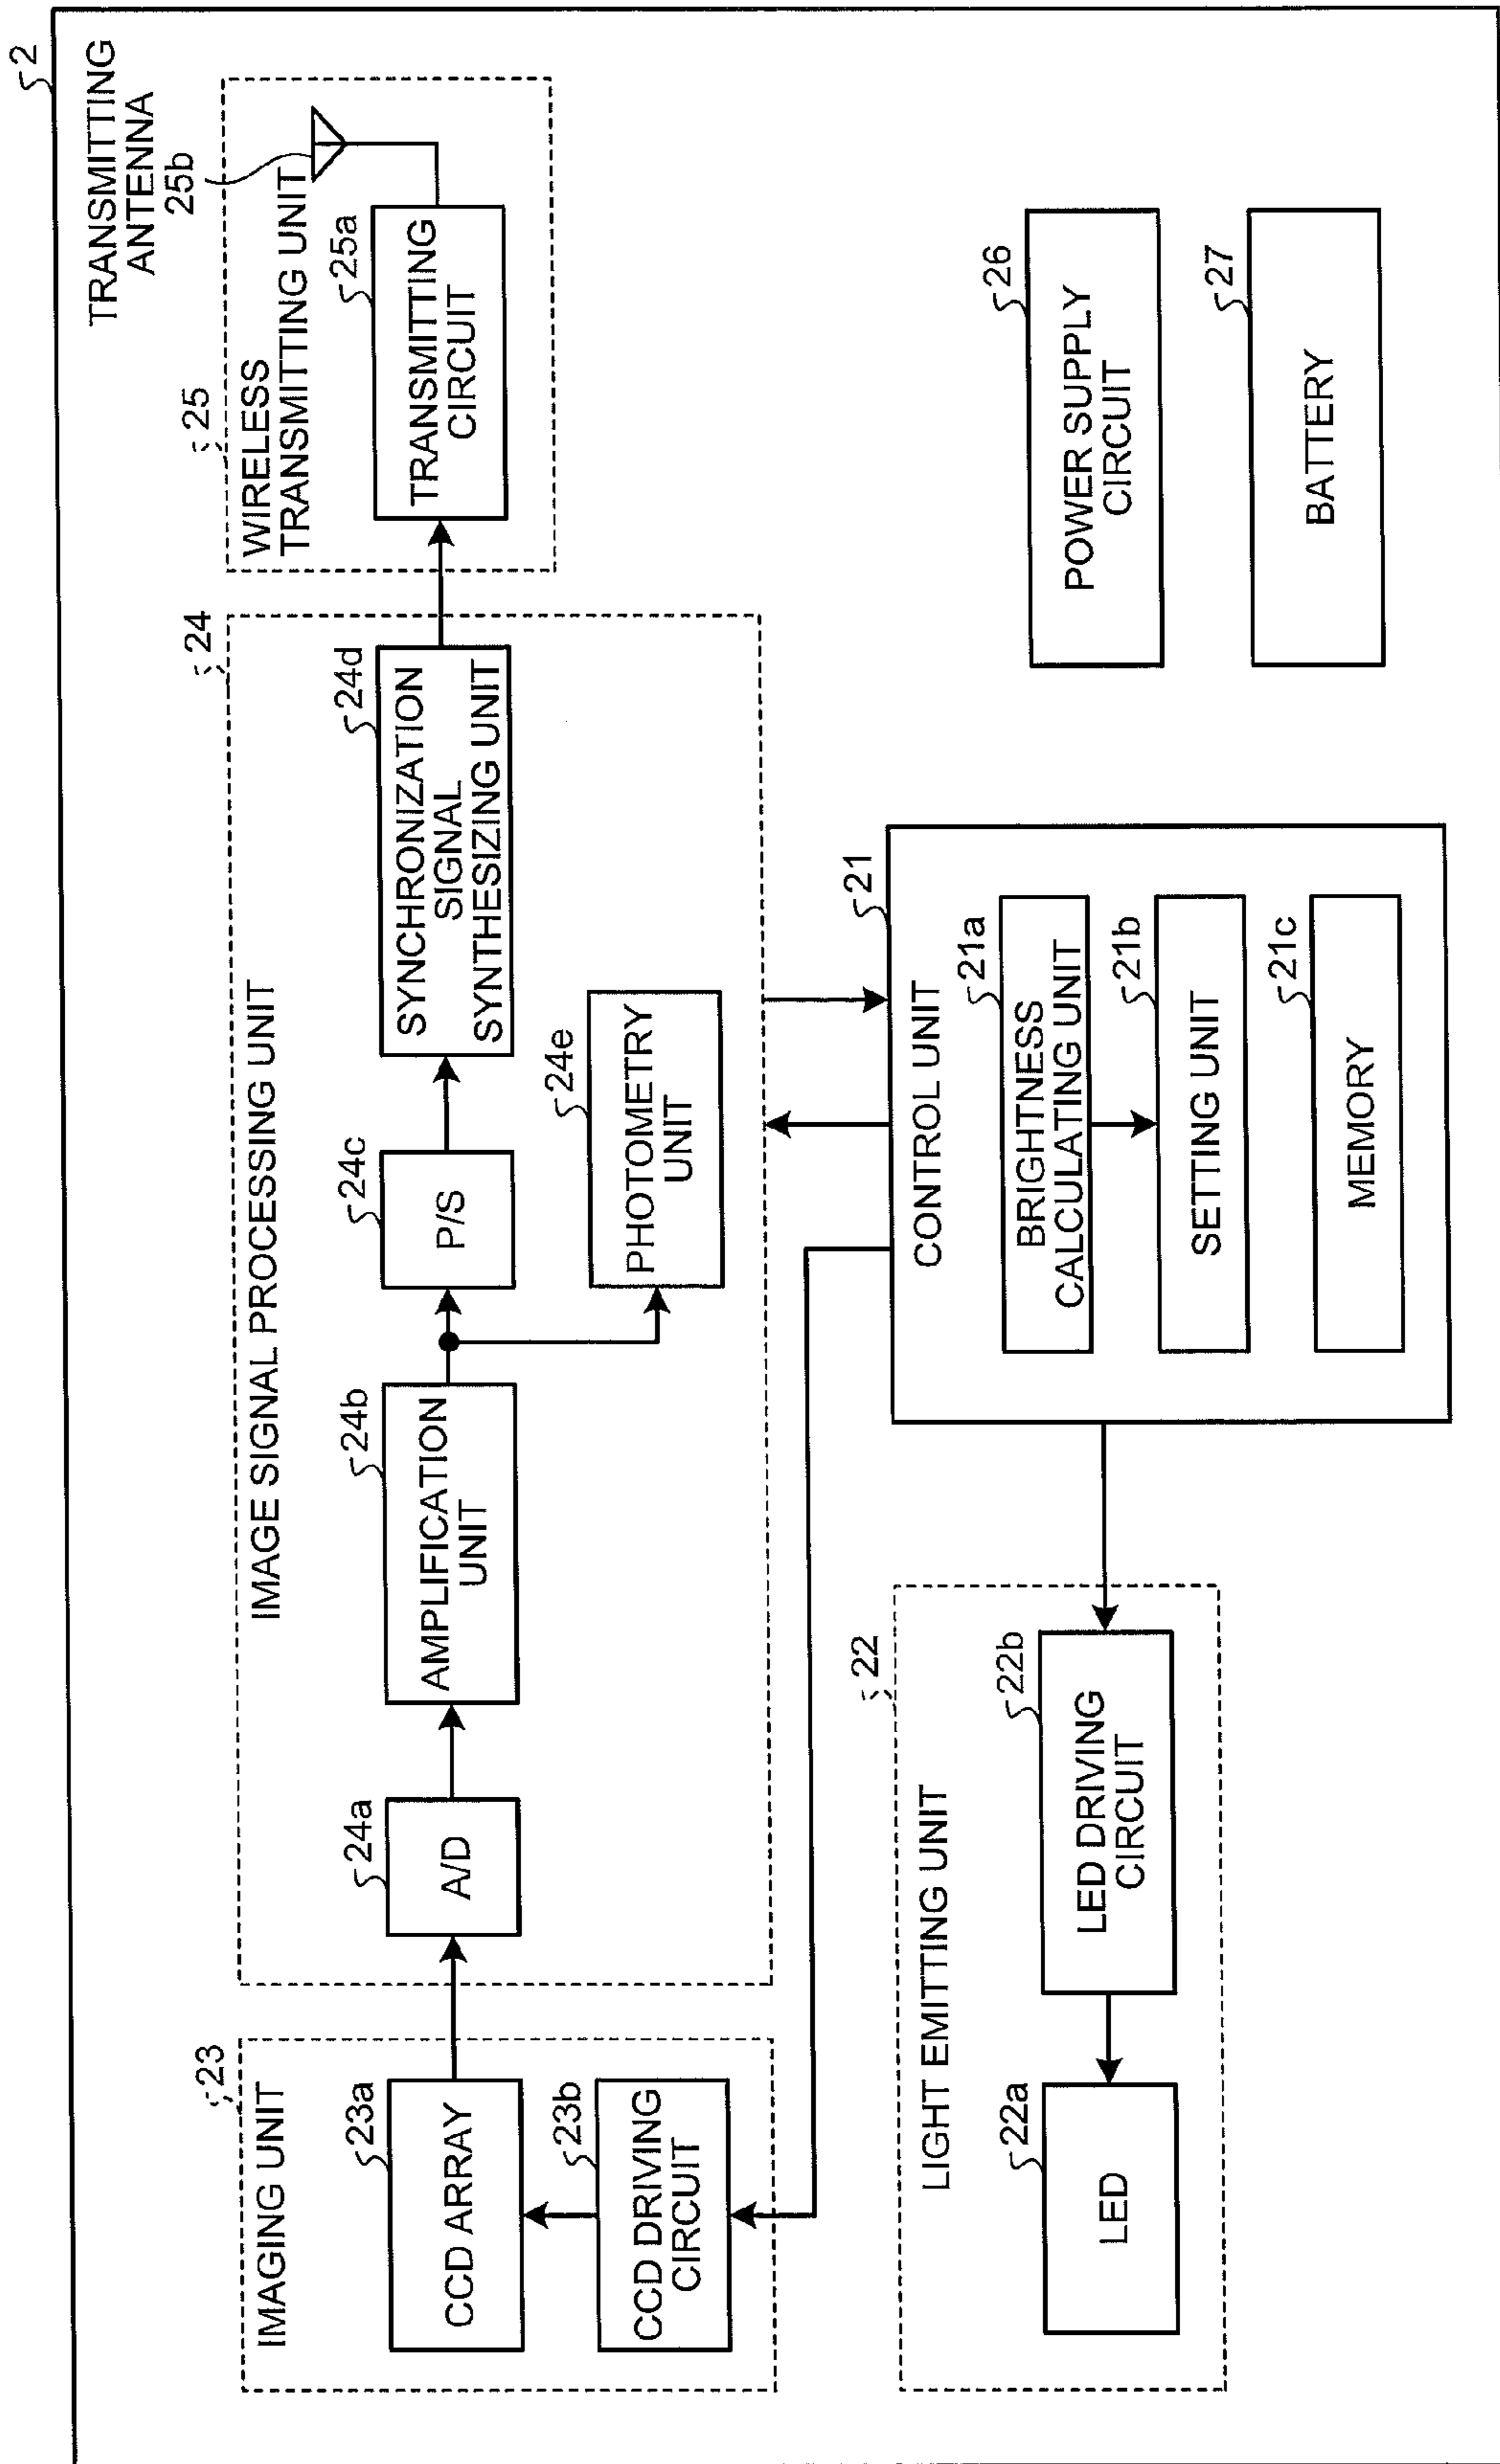 2
TRANSMITTING
ANTENNA
25b
25
WIRELESS
TRANSMITTING UNIT
25a
TRANSMITTING
CIRCUIT
24
IMAGE SIGNAL PROCESSING UNIT
24a
A/D
24b
AMPLIFICATION
UNIT
24c
P/S
24d
SYNCHRONIZATION
SIGNAL
SYNTHESIZING UNIT
24e
PHOTOMETRY
UNIT
23
IMAGING UNIT
23a
CCD ARRAY
23b
CCD DRIVING
CIRCUIT
21
CONTROL UNIT
21a
BRIGHTNESS
CALCULATING UNIT
21b
SETTING UNIT
21c
MEMORY
22
LIGHT EMITTING UNIT
22a
LED
22b
LED DRIVING
CIRCUIT
26
POWER SUPPLY
CIRCUIT
27
BATTERY